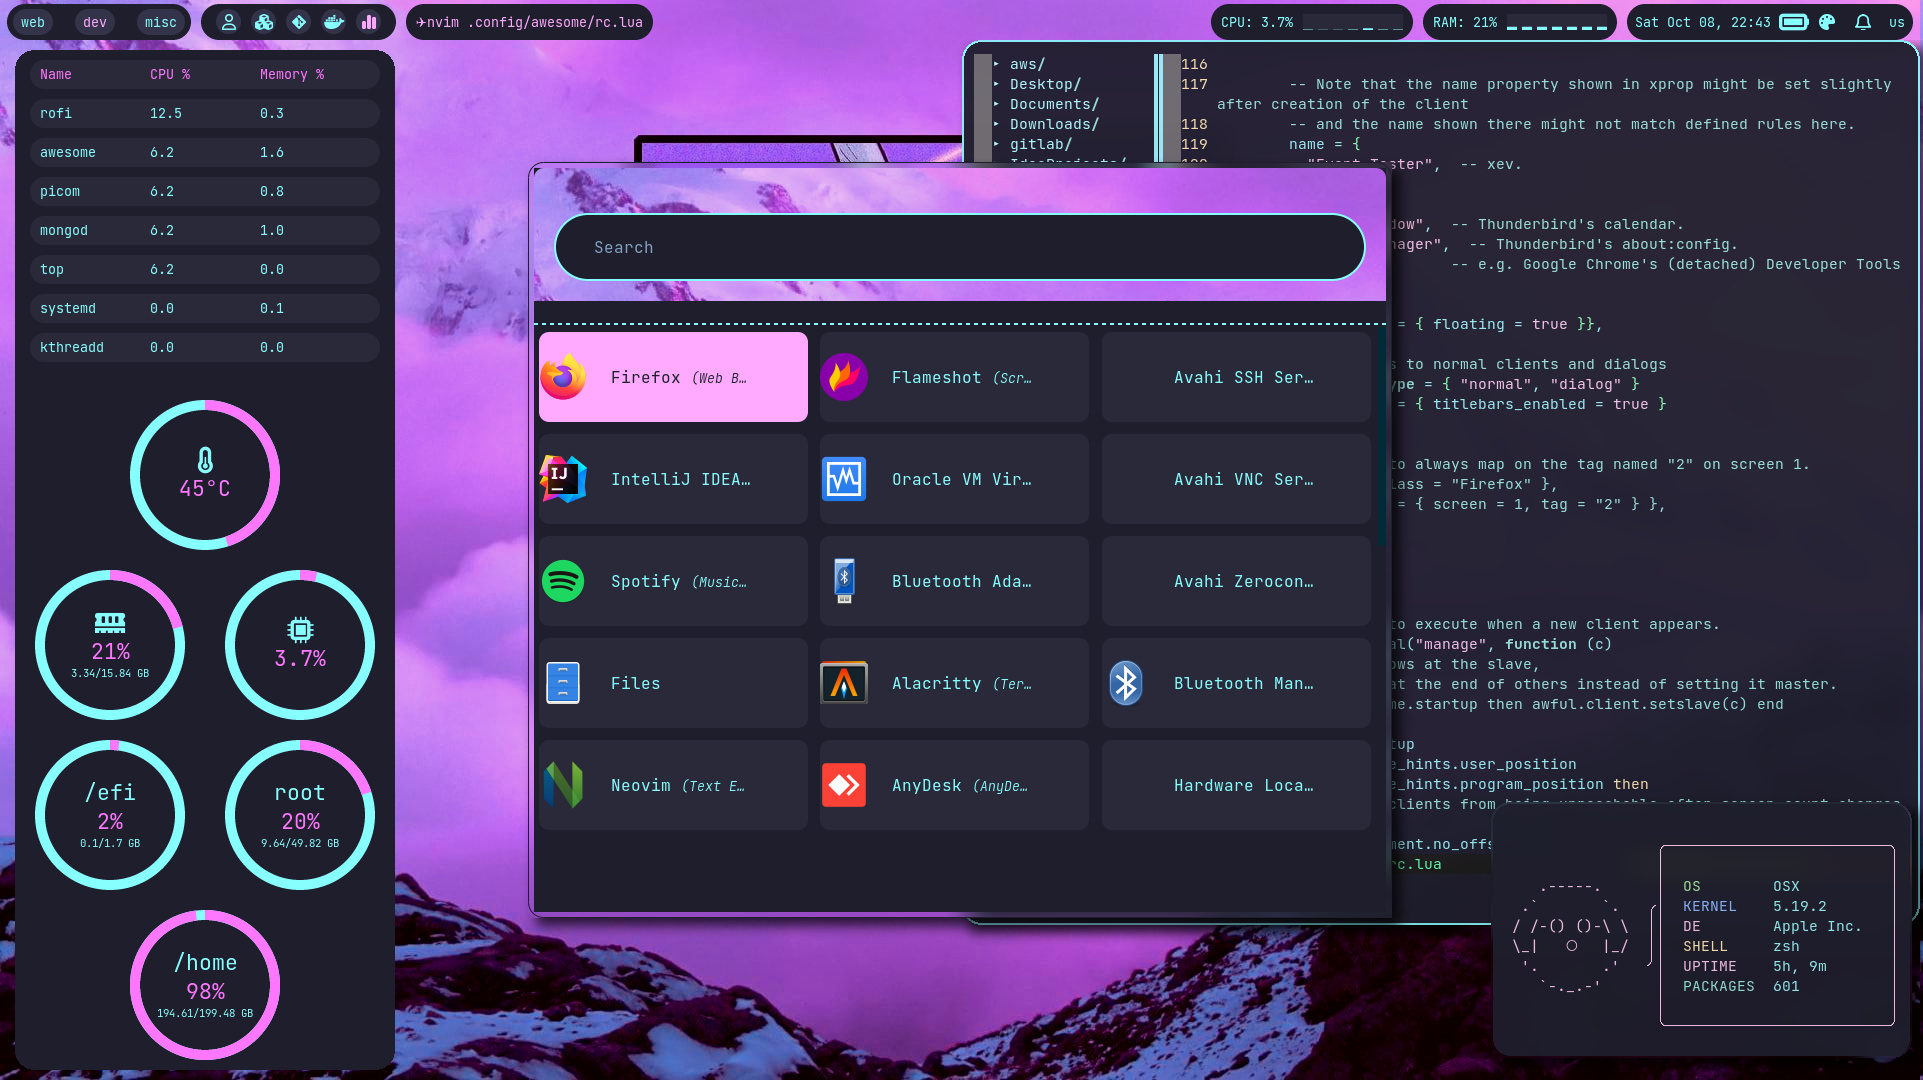 web dev misc
✈nvim .config/awesome/rc.lua
CPU: 3.7%
RAM: 21%
Sat Oct 08, 22:43
us
Name CPU % Memory %
rofi 12.5 0.3
awesome 6.2 1.6
picom 6.2 0.8
mongod 6.2 1.0
top 6.2 0.0
systemd 0.0 0.1
kthreadd 0.0 0.0
45°C
21%
3.34/15.84 GB
3.7%
/efi
2%
0.1/1.7 GB
root
20%
9.64/49.82 GB
/home
98%
194.61/199.48 GB
Search
Firefox (Web B…
Flameshot (Scr…
Avahi SSH Ser…
IntelliJ IDEA…
Oracle VM Vir…
Avahi VNC Ser…
Spotify (Music…
Bluetooth Ada…
Avahi Zerocon…
Files
Alacritty (Ter…
Bluetooth Man…
Neovim (Text E…
AnyDesk (AnyDe…
Hardware Loca…
IJ
▸ aws/
▸ Desktop/
▸ Documents/
▸ Downloads/
▸ gitlab/
116
117 -- Note that the name property shown in xprop might be set slightly
after creation of the client
118 -- and the name shown there might not match defined rules here.
119 name = {
"Event Tester", -- xev.
dow", -- Thunderbird's calendar.
nager", -- Thunderbird's about:config.
-- e.g. Google Chrome's (detached) Developer Tools
= { floating = true }},
s to normal clients and dialogs
ype = { "normal", "dialog" }
= { titlebars_enabled = true }
to always map on the tag named "2" on screen 1.
lass = "Firefox" },
= { screen = 1, tag = "2" } },
to execute when a new client appears.
al("manage", function (c)
ows at the slave,
at the end of others instead of setting it master.
me.startup then awful.client.setslave(c) end
tup
e_hints.user_position
e_hints.program_position then
clients from being unreachable after screen count changes
ment.no_offs
rc.lua
OS OSX
KERNEL 5.19.2
DE Apple Inc.
SHELL zsh
UPTIME 5h, 9m
PACKAGES 601